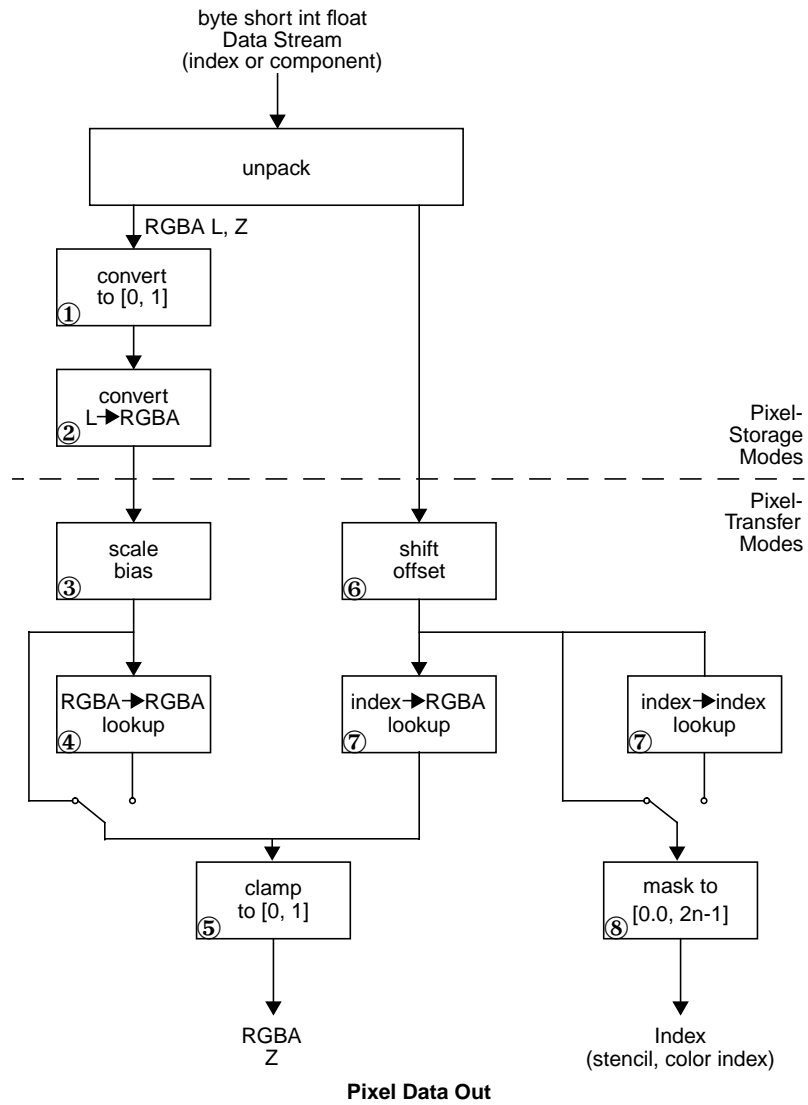 byte short int float
Data Stream
(index or component)
unpack
RGBA L, Z
convert
to [0, 1]
①
convert
L→RGBA
②
Pixel-
Storage
Modes
Pixel-
Transfer
Modes
scale
bias
③
shift
offset
⑥
RGBA→RGBA
lookup
④
index→RGBA
lookup
⑦
index→index
lookup
⑦
clamp
to [0, 1]
⑤
mask to
[0.0, 2n-1]
⑧
RGBA
Z
Index
(stencil, color index)
Pixel Data Out